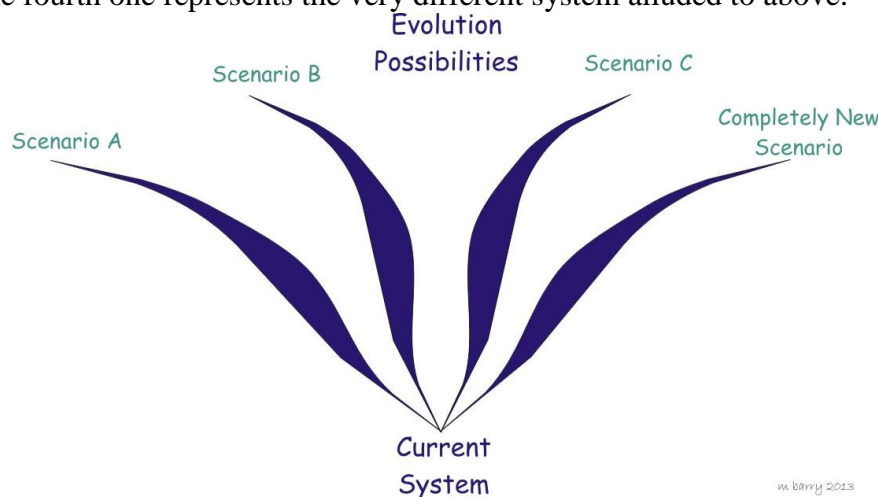 fourth one represents the very different system alluded to above.
Evolution
Possibilities
Scenario B
Scenario C
Scenario A
Completely New
Scenario
Current
System
m barry 2013